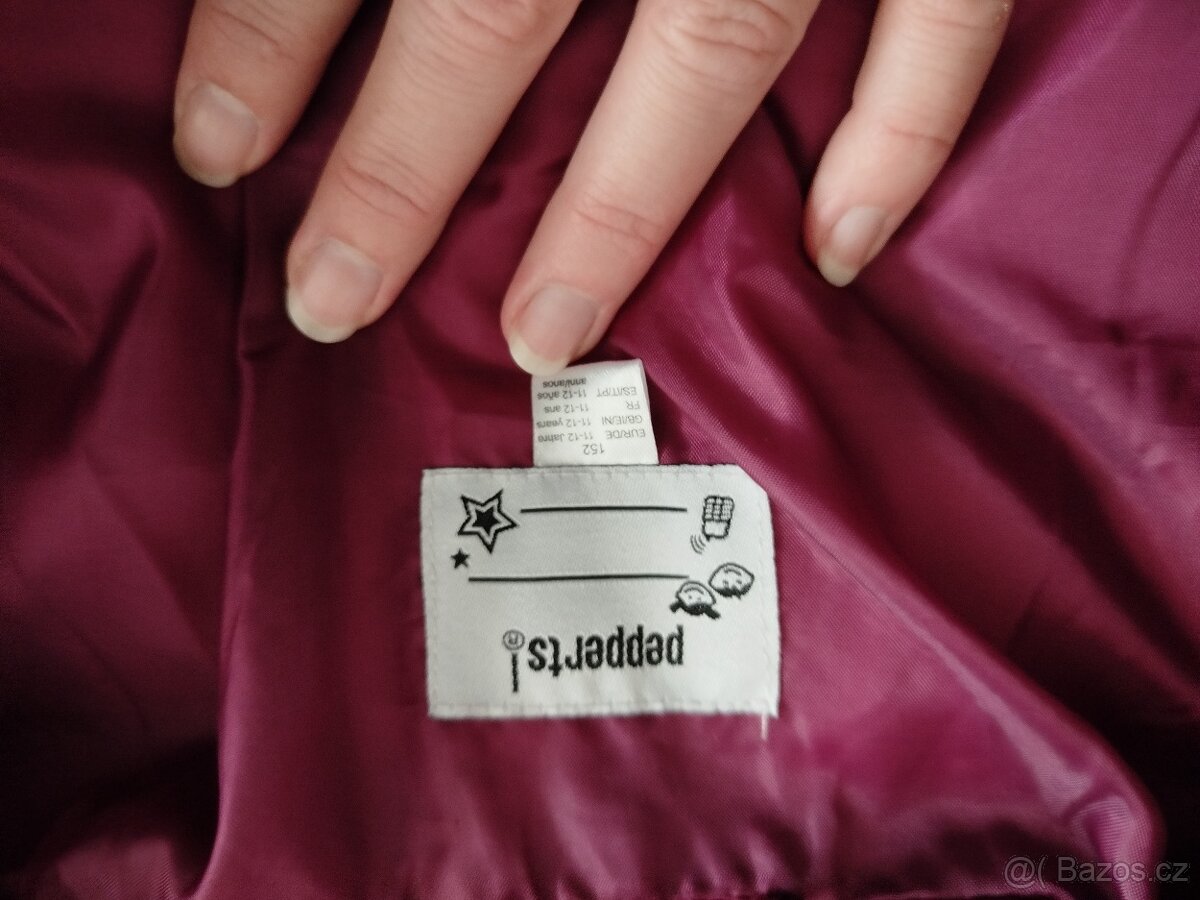 pepperts!
152
EUR/DE 11-12 Jahre
GB/IE/NI 11-12 years
FR 11-12 ans
ES/IT/PT 11-12 años
anni/anos
@( Bazos.cz